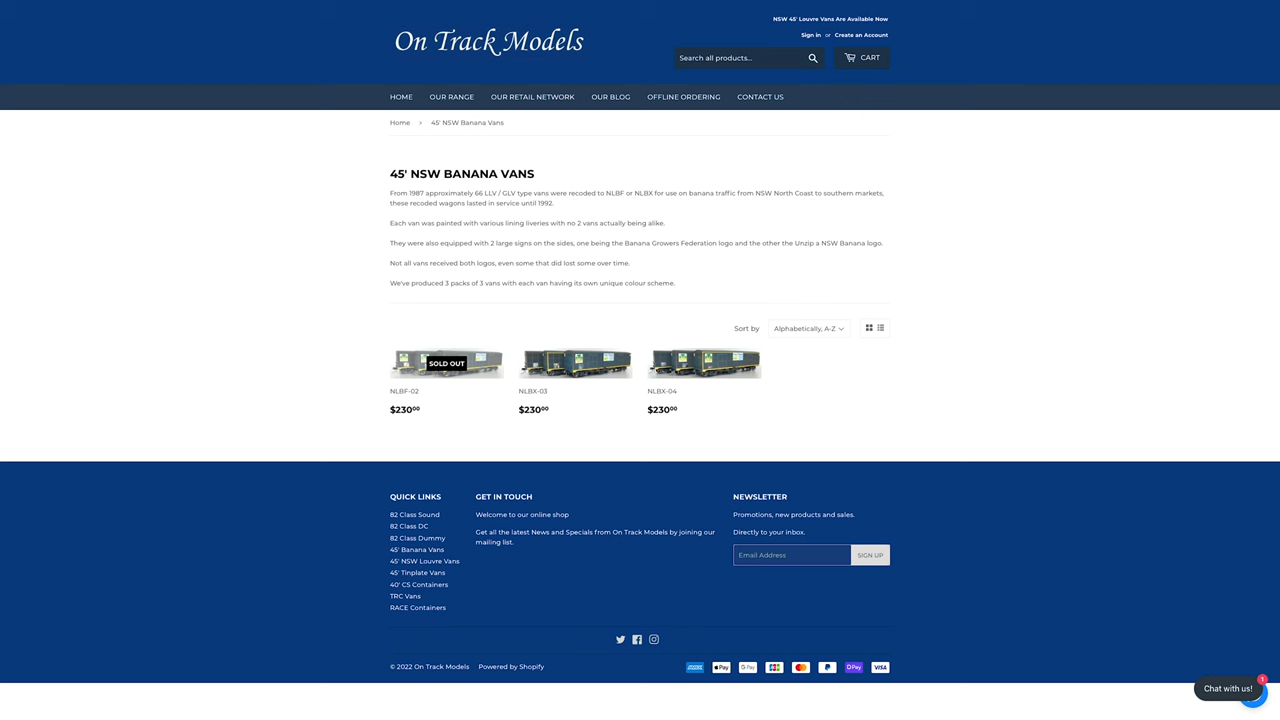 NSW 45' Louvre Vans Are Available Now
On Track Models
Sign in or Create an Account
Search all products...
CART
HOME OUR RANGE OUR RETAIL NETWORK OUR BLOG OFFLINE ORDERING CONTACT US
Home › 45' NSW Banana Vans
45' NSW BANANA VANS
From 1987 approximately 66 LLV / GLV type vans were recoded to NLBF or NLBX for use on banana traffic from NSW North Coast to southern markets,
these recoded wagons lasted in service until 1992.
Each van was painted with various lining liveries with no 2 vans actually being alike.
They were also equipped with 2 large signs on the sides, one being the Banana Growers Federation logo and the other the Unzip a NSW Banana logo.
Not all vans received both logos, even some that did lost some over time.
We've produced 3 packs of 3 vans with each van having its own unique colour scheme.
Sort by Alphabetically, A-Z
SOLD OUT
NLBF-02 NLBX-03 NLBX-04
$230⁰⁰ $230⁰⁰ $230⁰⁰
QUICK LINKS
82 Class Sound
82 Class DC
82 Class Dummy
45' Banana Vans
45' NSW Louvre Vans
45' Tinplate Vans
40' CS Containers
TRC Vans
RACE Containers
GET IN TOUCH
Welcome to our online shop
Get all the latest News and Specials from On Track Models by joining our
mailing list.
NEWSLETTER
Promotions, new products and sales.
Directly to your inbox.
Email Address SIGN UP
© 2022 On Track Models Powered by Shopify
Pay G Pay JCB PayPal OPay VISA
Chat with us!
1